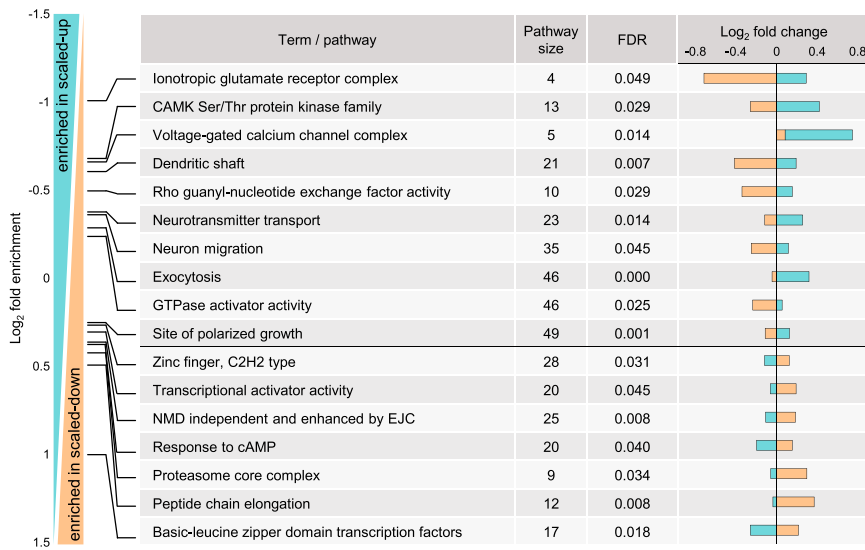 -1.5
-1
-0.5
0
0.5
1
1.5
Log2 fold enrichment
enriched in scaled-up
enriched in scaled-down
Term / pathway Pathway size FDR Log2 fold change
-0.8 -0.4 0 0.4 0.8
Ionotropic glutamate receptor complex 4 0.049
CAMK Ser/Thr protein kinase family 13 0.029
Voltage-gated calcium channel complex 5 0.014
Dendritic shaft 21 0.007
Rho guanyl-nucleotide exchange factor activity 10 0.029
Neurotransmitter transport 23 0.014
Neuron migration 35 0.045
Exocytosis 46 0.000
GTPase activator activity 46 0.025
Site of polarized growth 49 0.001
Zinc finger, C2H2 type 28 0.031
Transcriptional activator activity 20 0.045
NMD independent and enhanced by EJC 25 0.008
Response to cAMP 20 0.040
Proteasome core complex 9 0.034
Peptide chain elongation 12 0.008
Basic-leucine zipper domain transcription factors 17 0.018